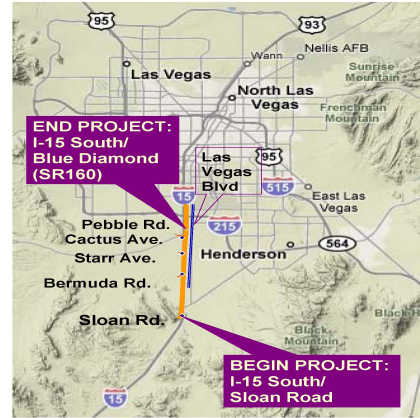 95
93
Nellis AFB
Wann
Sunrise
Mountain
Las Vegas
North Las
Vegas
Frenchman
Mountain
END PROJECT:
I-15 South/
Blue Diamond
(SR160)
Las
Vegas
Blvd
95
15
515
East Las
Vegas
Pebble Rd.
Cactus Ave.
215
Starr Ave.
Henderson
564
Bermuda Rd.
Sloan Rd.
Black
Mountain
Black H
BEGIN PROJECT:
I-15 South/
Sloan Road
15